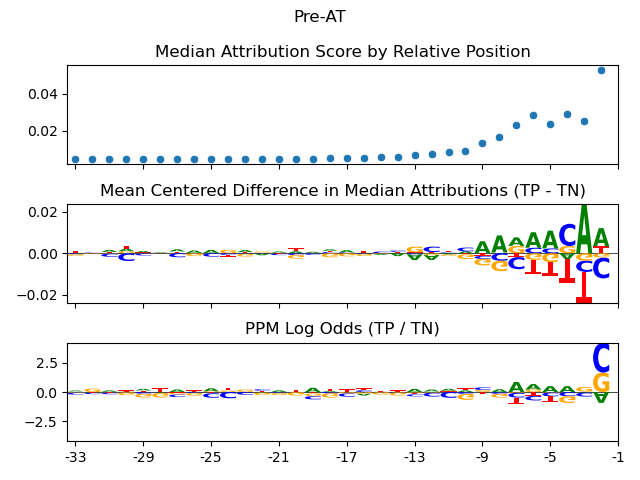 Pre-AT
Median Attribution Score by Relative Position
0.04
0.02
Mean Centered Difference in Median Attributions (TP - TN)
0.02
0.00
−0.02
PPM Log Odds (TP / TN)
2.5
0.0
−2.5
-33 -29 -25 -21 -17 -13 -9 -5 -1